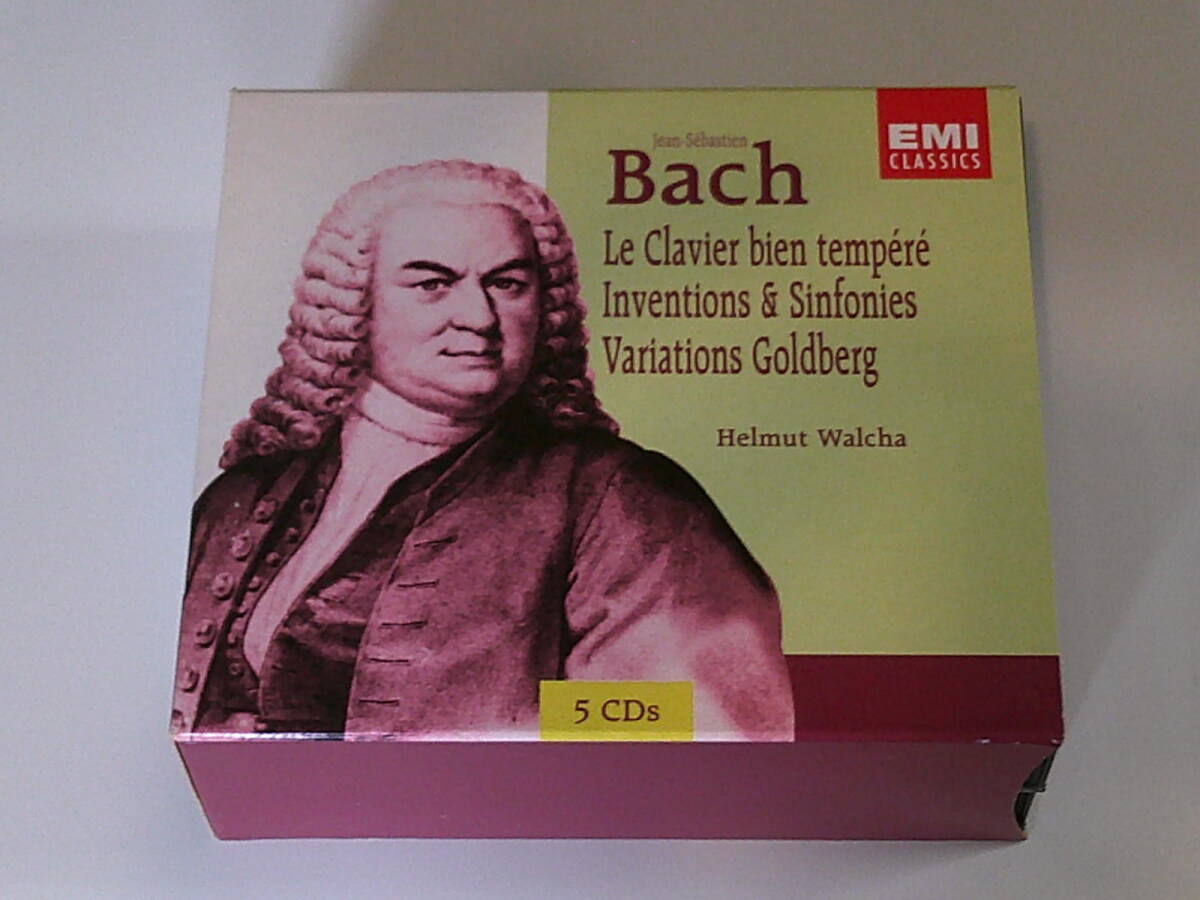 Jean-Sébastien
Bach
EMI
CLASSICS
Le Clavier bien tempéré
Inventions & Sinfonies
Variations Goldberg
Helmut Walcha
5 CDs